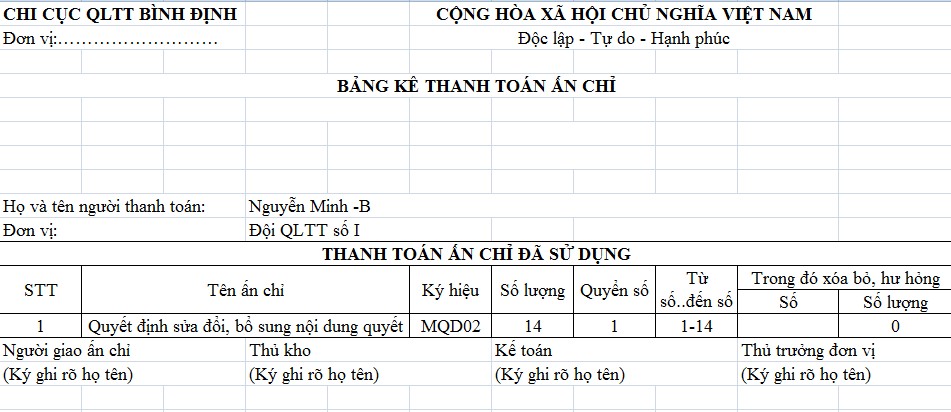 CHI CỤC QLTT BÌNH ĐỊNH CỘNG HÒA XÃ HỘI CHỦ NGHĨA VIỆT NAM
Đơn vị:……………………… Độc lập - Tự do - Hạnh phúc
BẢNG KÊ THANH TOÁN ẤN CHỈ
Họ và tên người thanh toán: Nguyễn Minh -B
Đơn vị: Đội QLTT số I
THANH TOÁN ẤN CHỈ ĐÃ SỬ DỤNG
STT Tên ấn chỉ Ký hiệu Số lượng Quyển số Từ số..đến số Trong đó xóa bỏ, hư hỏng
Số Số lượng
1 Quyết định sửa đổi, bổ sung nội dung quyết MQD02 14 1 1-14 0
Người giao ấn chỉ Thủ kho Kế toán Thủ trưởng đơn vị
(Ký ghi rõ họ tên) (Ký ghi rõ họ tên) (Ký ghi rõ họ tên) (Ký ghi rõ họ tên)